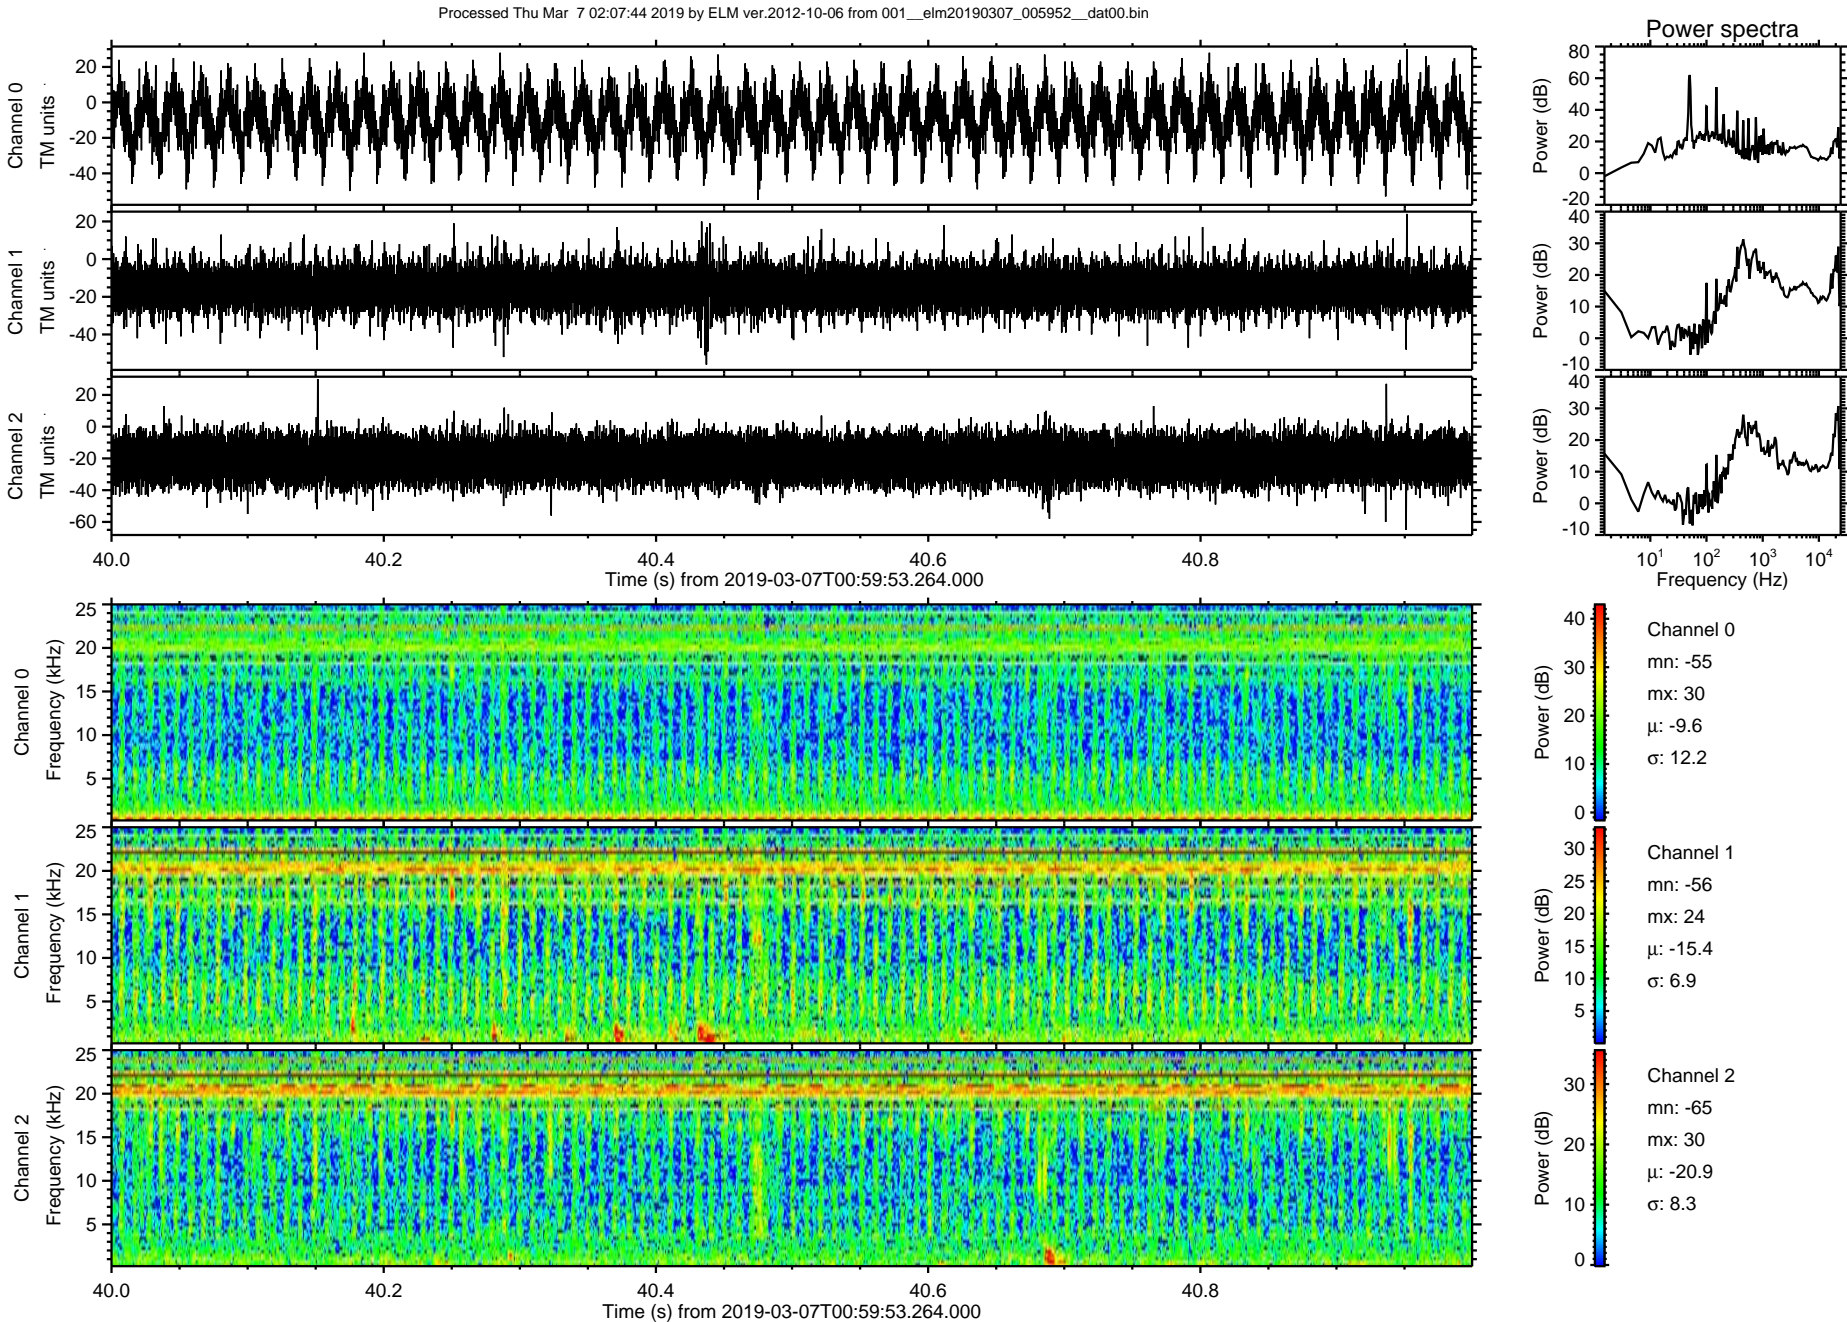 Processed Thu Mar 7 02:07:44 2019 by ELM ver.2012-10-06 from 001__elm20190307_005952__dat00.bin
Power spectra
Channel 0
TM units
20
0
-20
-40
Power (dB)
80
60
40
20
0
-20
Channel 1
TM units
20
0
-20
-40
Power (dB)
40
30
20
10
0
-10
Channel 2
TM units
20
0
-20
-40
-60
Power (dB)
40
30
20
10
0
-10
40.0 40.2 40.4 40.6 40.8
Time (s) from 2019-03-07T00:59:53.264.000
10^1 10^2 10^3 10^4
Frequency (Hz)
Channel 0
Frequency (kHz)
25
20
15
10
5
Power (dB)
40
30
20
10
0
Channel 0
mn: -55
mx: 30
μ: -9.6
σ: 12.2
Channel 1
Frequency (kHz)
25
20
15
10
5
Power (dB)
30
25
20
15
10
5
Channel 1
mn: -56
mx: 24
μ: -15.4
σ: 6.9
Channel 2
Frequency (kHz)
25
20
15
10
5
Power (dB)
30
20
10
0
Channel 2
mn: -65
mx: 30
μ: -20.9
σ: 8.3
40.0 40.2 40.4 40.6 40.8
Time (s) from 2019-03-07T00:59:53.264.000